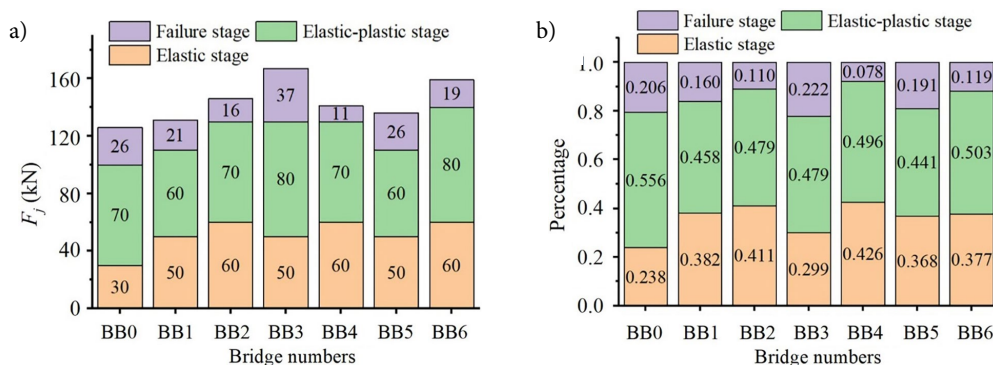 a)
Failure stage Elastic-plastic stage
Elastic stage
F_j (kN)
160
120
80
40
0
26 21 16 37 11 26 19
70 60 70 80 70 60 80
30 50 60 50 60 50 60
BB0 BB1 BB2 BB3 BB4 BB5 BB6
Bridge numbers
b)
Failure stage Elastic-plastic stage
Elastic stage
Percentage
1.0
0.8
0.6
0.4
0.2
0.0
0.206 0.160 0.110 0.222 0.078 0.191 0.119
0.556 0.458 0.479 0.479 0.496 0.441 0.503
0.238 0.382 0.411 0.299 0.426 0.368 0.377
BB0 BB1 BB2 BB3 BB4 BB5 BB6
Bridge numbers